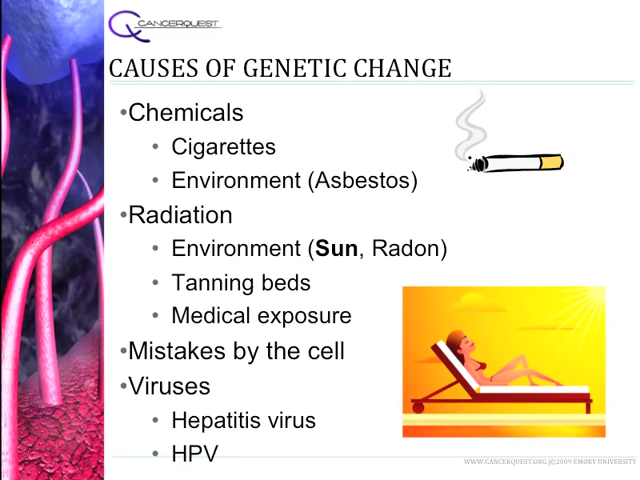 CANCERQUEST
CAUSES OF GENETIC CHANGE
•Chemicals
• Cigarettes
• Environment (Asbestos)
•Radiation
• Environment (Sun, Radon)
• Tanning beds
• Medical exposure
•Mistakes by the cell
•Viruses
• Hepatitis virus
• HPV
WWW.CANCERQUEST.ORG |©2009 EMORY UNIVERSITY